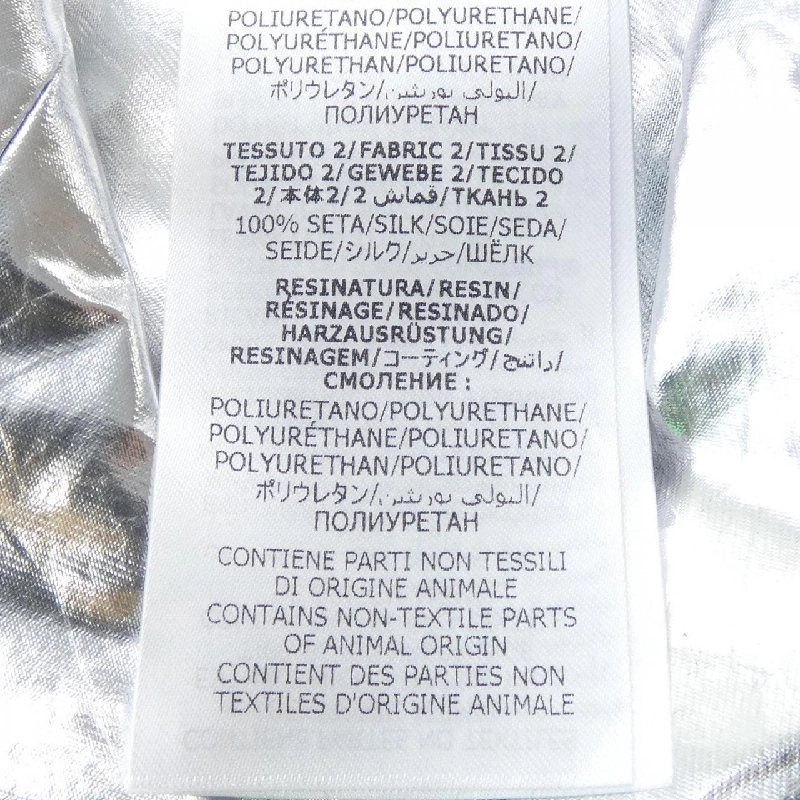 POLIURETANO/POLYURETHANE/
POLYURÉTHANE/POLIURETANO/
POLYURETHAN/POLIURETANO/
ポリウレタン/البولى يوريثين/
ПОЛИУРЕТАН
TESSUTO 2/FABRIC 2/TISSU 2/
TEJIDO 2/GEWEBE 2/TECIDO
2/本体2/2 قماش/ТКАНЬ 2
100% SETA/SILK/SOIE/SEDA/
SEIDE/シルク/حرير/ШЁЛК
RESINATURA/RESIN/
RÉSINAGE/RESINADO/
HARZAUSRÜSTUNG/
RESINAGEM/コーティング/راتنج/
СМОЛЕНИЕ :
POLIURETANO/POLYURETHANE/
POLYURÉTHANE/POLIURETANO/
POLYURETHAN/POLIURETANO/
ポリウレタン/البولى يوريثين/
ПОЛИУРЕТАН
CONTIENE PARTI NON TESSILI
DI ORIGINE ANIMALE
CONTAINS NON-TEXTILE PARTS
OF ANIMAL ORIGIN
CONTIENT DES PARTIES NON
TEXTILES D'ORIGINE ANIMALE